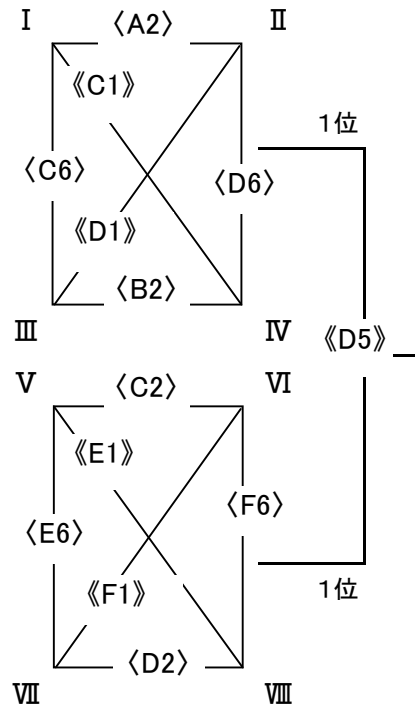 Ⅰ 〈A2〉 Ⅱ
《C1》
1位
〈C6〉 〈D6〉
《D1》
〈B2〉
Ⅲ Ⅳ 《D5》
Ⅴ 〈C2〉 Ⅵ
《E1》
〈F6〉
〈E6〉
《F1》 1位
〈D2〉
Ⅶ Ⅷ